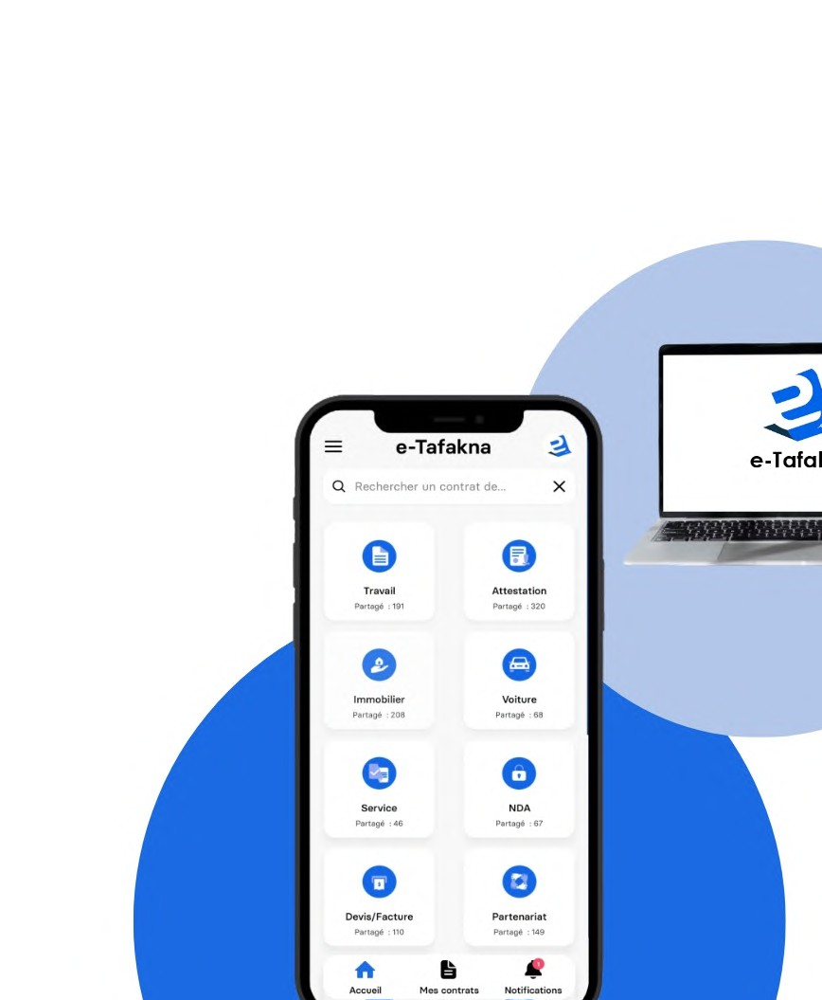 e-Tafakna
Rechercher un contrat de...
Travail
Partagé : 191
Attestation
Partagé : 320
Immobilier
Partagé : 208
Voiture
Partagé : 68
Service
Partagé : 46
NDA
Partagé : 67
Devis/Facture
Partagé : 110
Partenariat
Partagé : 149
1
Accueil
Mes contrats
Notifications
e-Tafak